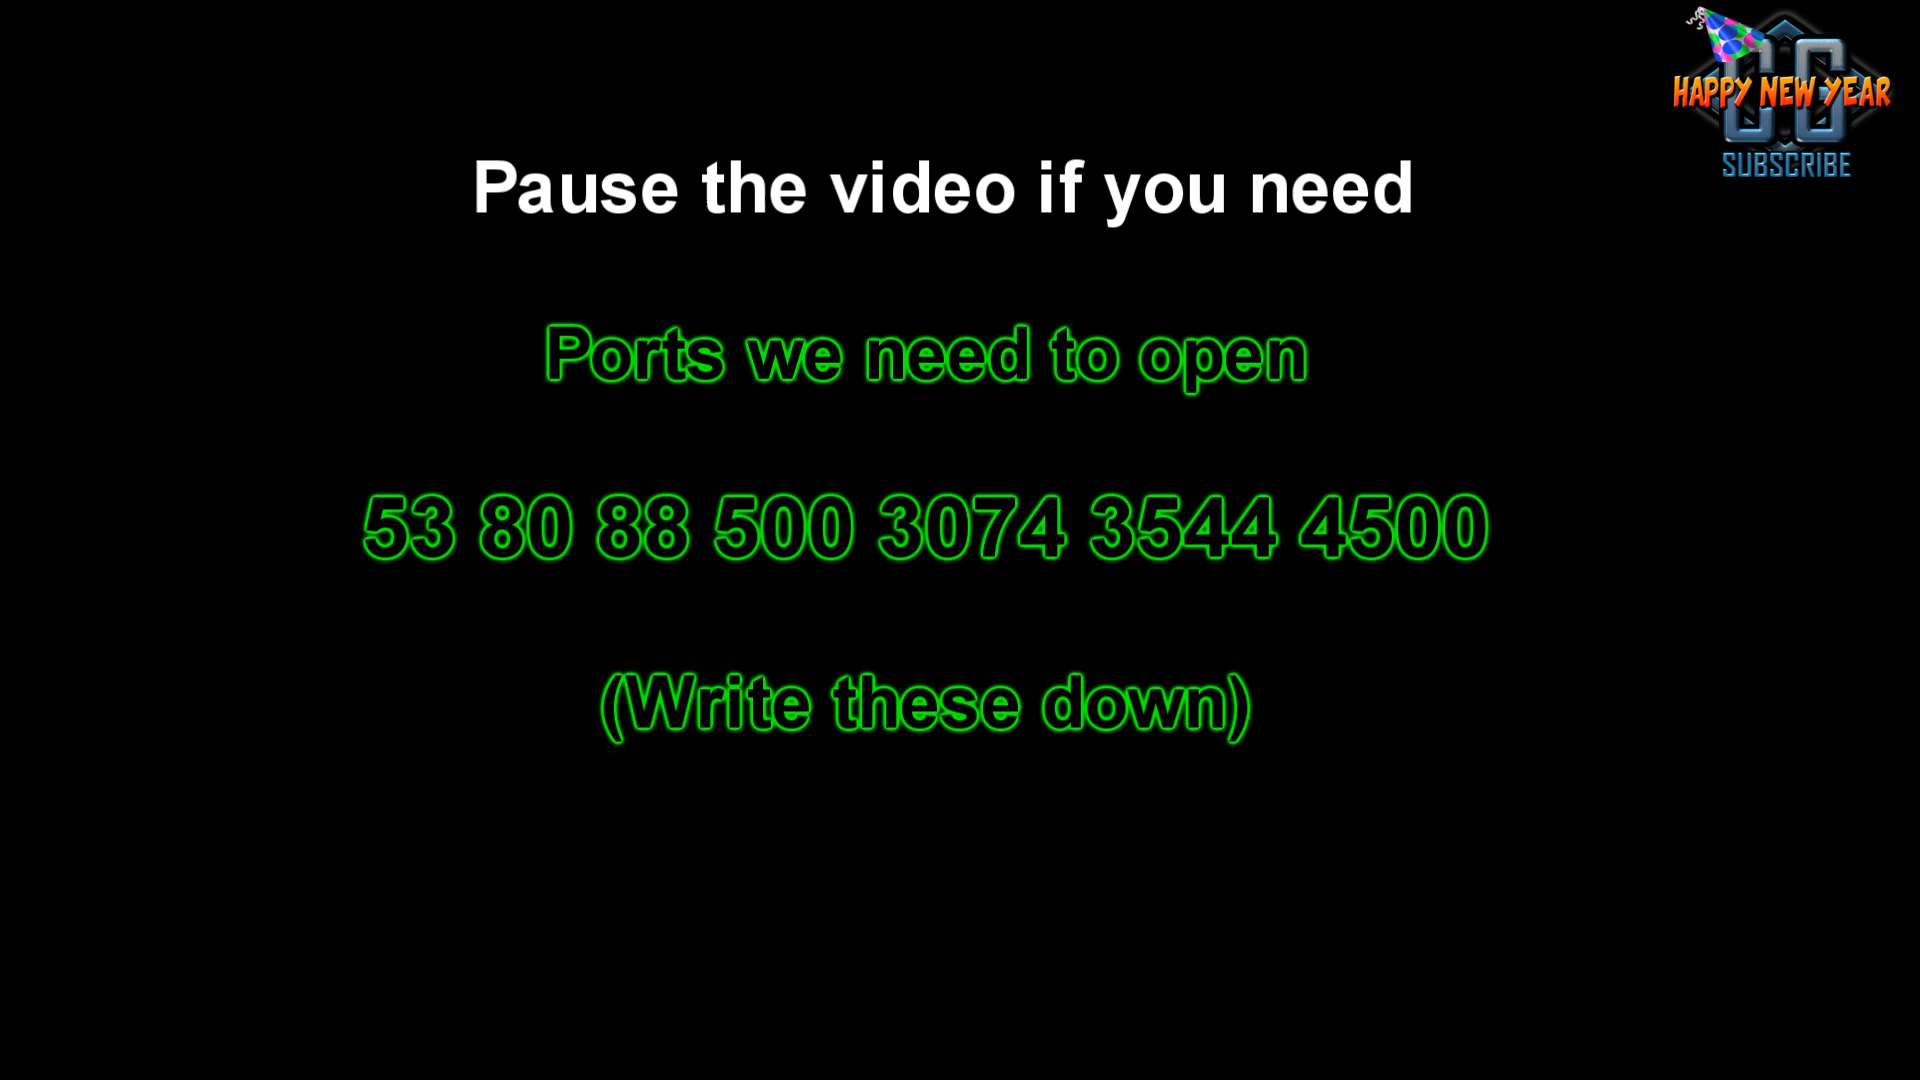 HAPPY NEW YEAR
CG
SUBSCRIBE
Pause the video if you need
Ports we need to open
53 80 88 500 3074 3544 4500
(Write these down)